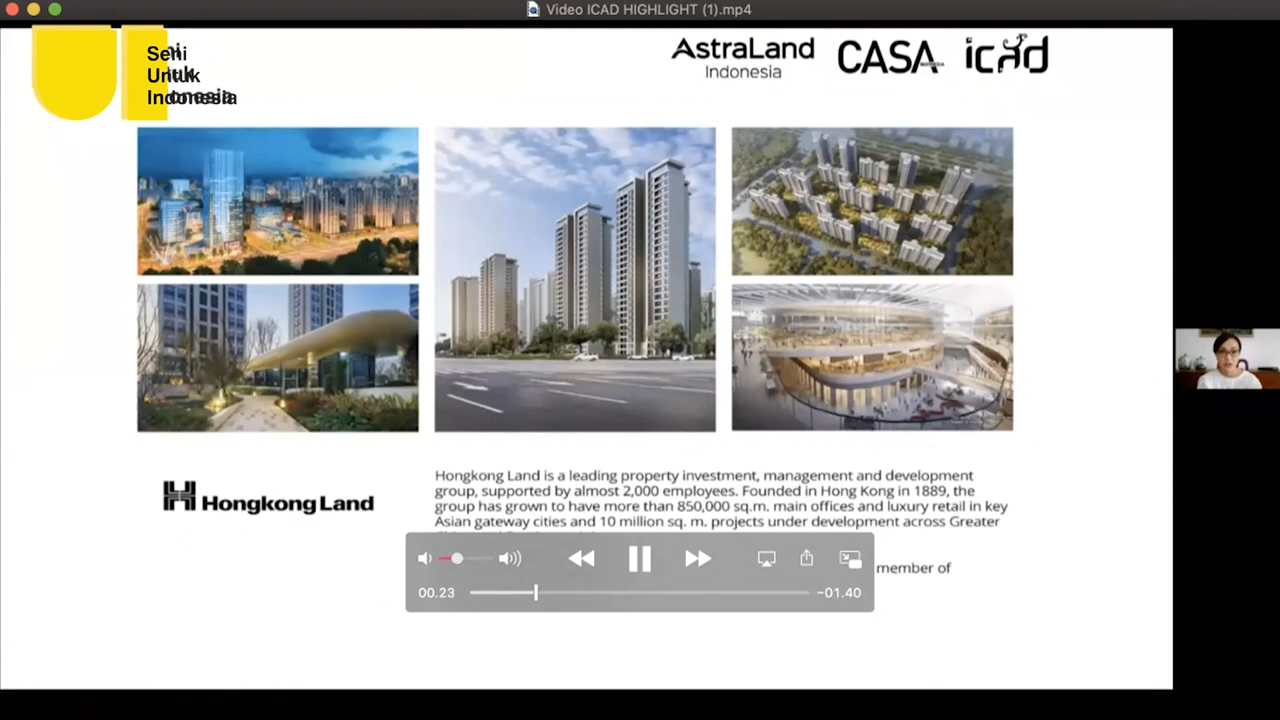 Video ICAD HIGHLIGHT (1).mp4
Seni
Untuk
Indonesia
AstraLand
Indonesia
CASA
icad
Hongkong Land
Hongkong Land is a leading property investment, management and development
group, supported by almost 2,000 employees. Founded in Hong Kong in 1889, the
group has grown to have more than 850,000 sq.m. main offices and luxury retail in key
Asian gateway cities and 10 million sq. m. projects under development across Greater
member of
00.23
−01.40